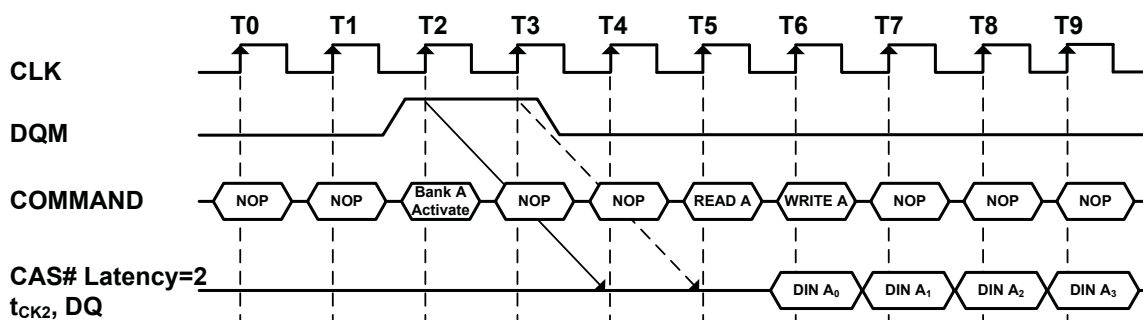 T0 T1 T2 T3 T4 T5 T6 T7 T8 T9
CLK
DQM
COMMAND NOP NOP Bank A Activate NOP NOP READ A WRITE A NOP NOP NOP
CAS# Latency=2
tCK2, DQ DIN A0 DIN A1 DIN A2 DIN A3